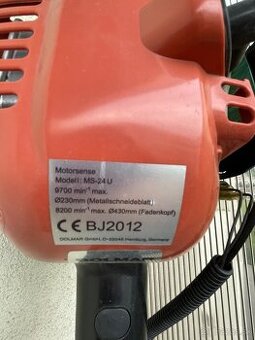 Motorsense
Modell: MS-24 U
9700 min⁻¹ max.
Ø230mm (Metallschneideblatt)
8200 min⁻¹ max. Ø430mm (Fadenkopf)
CE BJ2012
DOLMAR GmbH, D-22045 Hamburg, Germany
DOLMAR